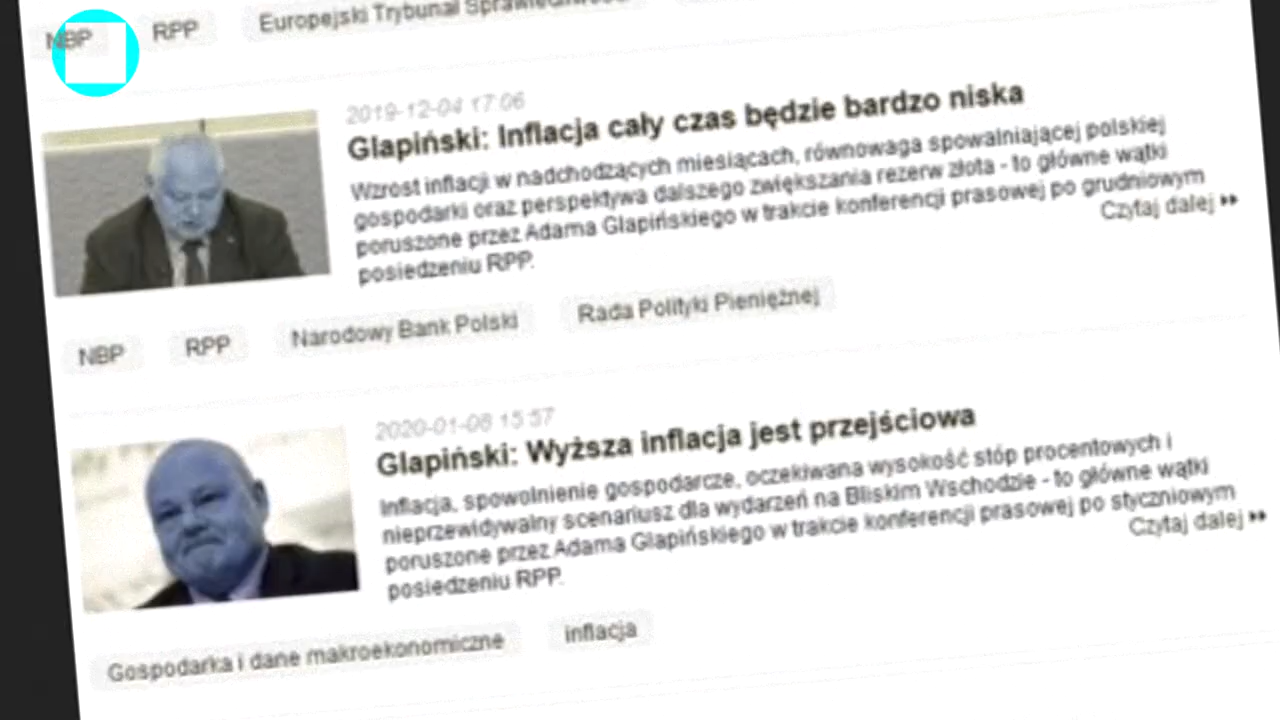 NBP RPP Europejski Trybunał
2019-12-04 17:06
Glapiński: Inflacja cały czas będzie bardzo niska
Wzrost inflacji w nadchodzących miesiącach, równowaga spowalniającej polskiej
gospodarki oraz perspektywa dalszego zwiększania rezerw złota - to główne wątki
poruszone przez Adama Glapińskiego w trakcie konferencji prasowej po grudniowym
posiedzeniu RPP.
Czytaj dalej
NBP RPP Narodowy Bank Polski Rada Polityki Pieniężnej
2020-01-08 15:57
Glapiński: Wyższa inflacja jest przejściowa
Inflacja, spowolnienie gospodarcze, oczekiwana wysokość stóp procentowych i
nieprzewidywalny scenariusz dla wydarzeń na Bliskim Wschodzie - to główne wątki
poruszone przez Adama Glapińskiego w trakcie konferencji prasowej po styczniowym
posiedzeniu RPP.
Czytaj dalej
Gospodarka i dane makroekonomiczne inflacja